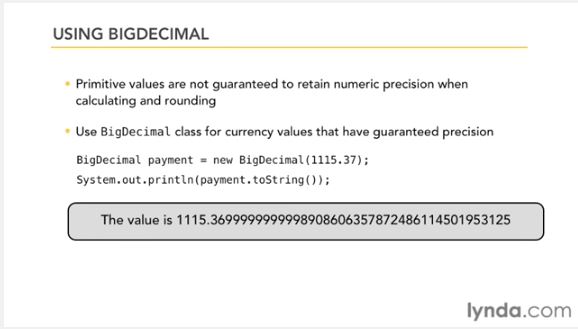 USING BIGDECIMAL
• Primitive values are not guaranteed to retain numeric precision when
calculating and rounding
• Use BigDecimal class for currency values that have guaranteed precision
BigDecimal payment = new BigDecimal(1115.37);
System.out.println(payment.toString());
The value is 1115.3699999999998908606357872486114501953125
lynda.com